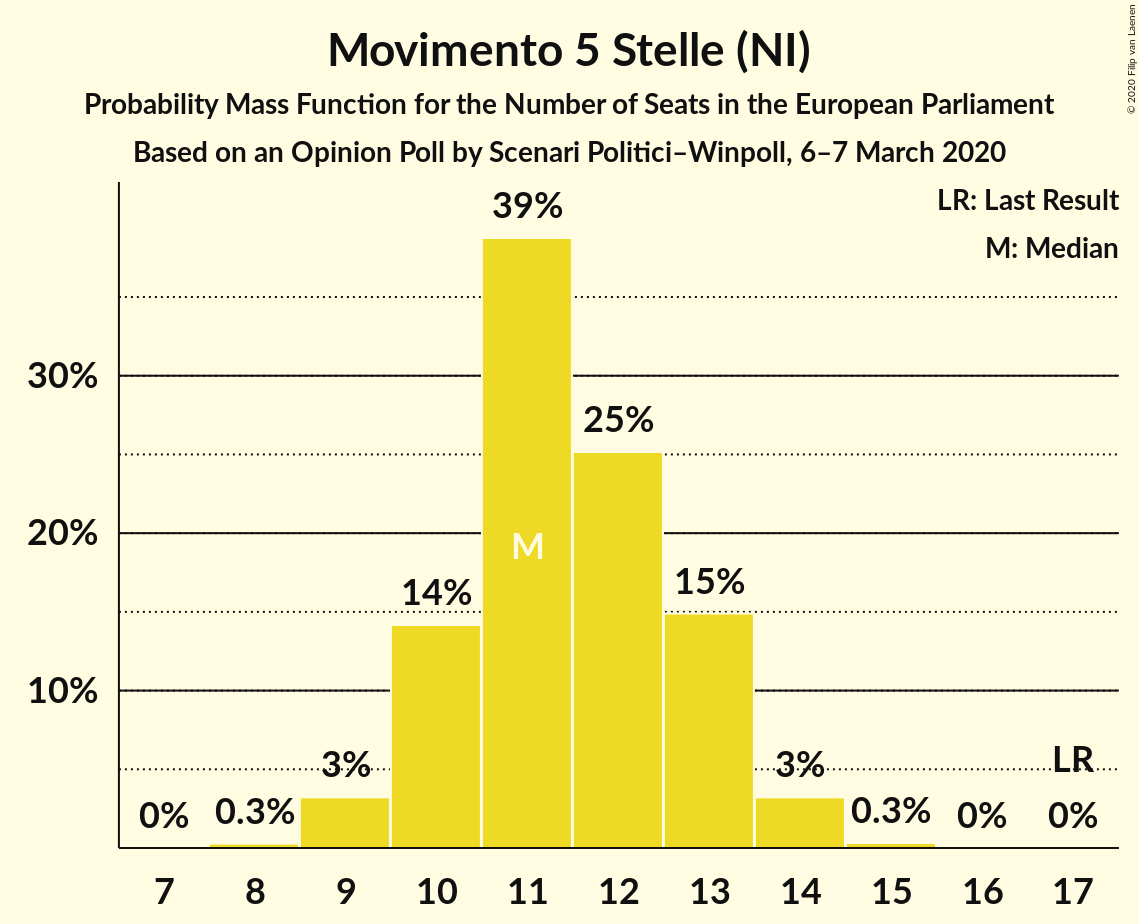 Movimento 5 Stelle (NI)
Probability Mass Function for the Number of Seats in the European Parliament
Based on an Opinion Poll by Scenari Politici–Winpoll, 6–7 March 2020
© 2020 Filip van Laenen
LR: Last Result
M: Median
39%
30%
25%
20%
M
15%
14%
10%
3%
3%
LR
0%
0.3%
0.3%
0%
0%
7 8 9 10 11 12 13 14 15 16 17